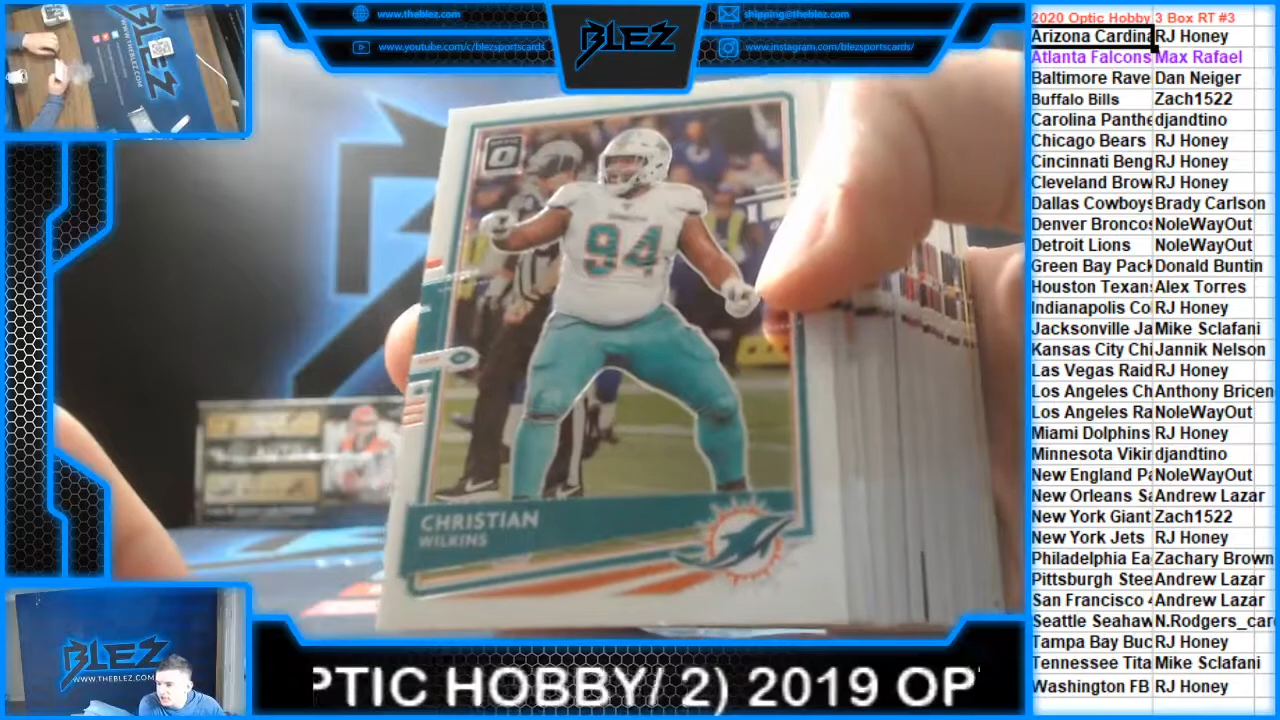 www.theblez.com
www.youtube.com/c/blezsportscards
BLEZ
shipping@theblez.com
www.instagram.com/blezsportscards/
2020 Optic Hobby 3 Box RT #3
Arizona Cardina RJ Honey
Atlanta Falcons Max Rafael
Baltimore Rave Dan Neiger
Buffalo Bills Zach1522
Carolina Panthe djandtino
Chicago Bears RJ Honey
Cincinnati Beng RJ Honey
Cleveland Brow RJ Honey
Dallas Cowboys Brady Carlson
Denver Broncos NoleWayOut
Detroit Lions NoleWayOut
Green Bay Pack Donald Buntin
Houston Texans Alex Torres
Indianapolis Co RJ Honey
Jacksonville Ja Mike Sclafani
Kansas City Chi Jannik Nelson
Las Vegas Raid RJ Honey
Los Angeles Ch Anthony Bricen
Los Angeles Ra NoleWayOut
Miami Dolphins RJ Honey
Minnesota Vikin djandtino
New England Pa NoleWayOut
New Orleans Sa Andrew Lazar
New York Giant Zach1522
New York Jets RJ Honey
Philadelphia Ea Zachary Brown
Pittsburgh Stee Andrew Lazar
San Francisco 4 Andrew Lazar
Seattle Seahaw N.Rodgers_card
Tampa Bay Buc RJ Honey
Tennessee Tita Mike Sclafani
Washington FB RJ Honey
94
CHRISTIAN
WILKINS
BLEZ
WWW.THEBLEZ.COM
PTIC HOBBY/ 2) 2019 OP